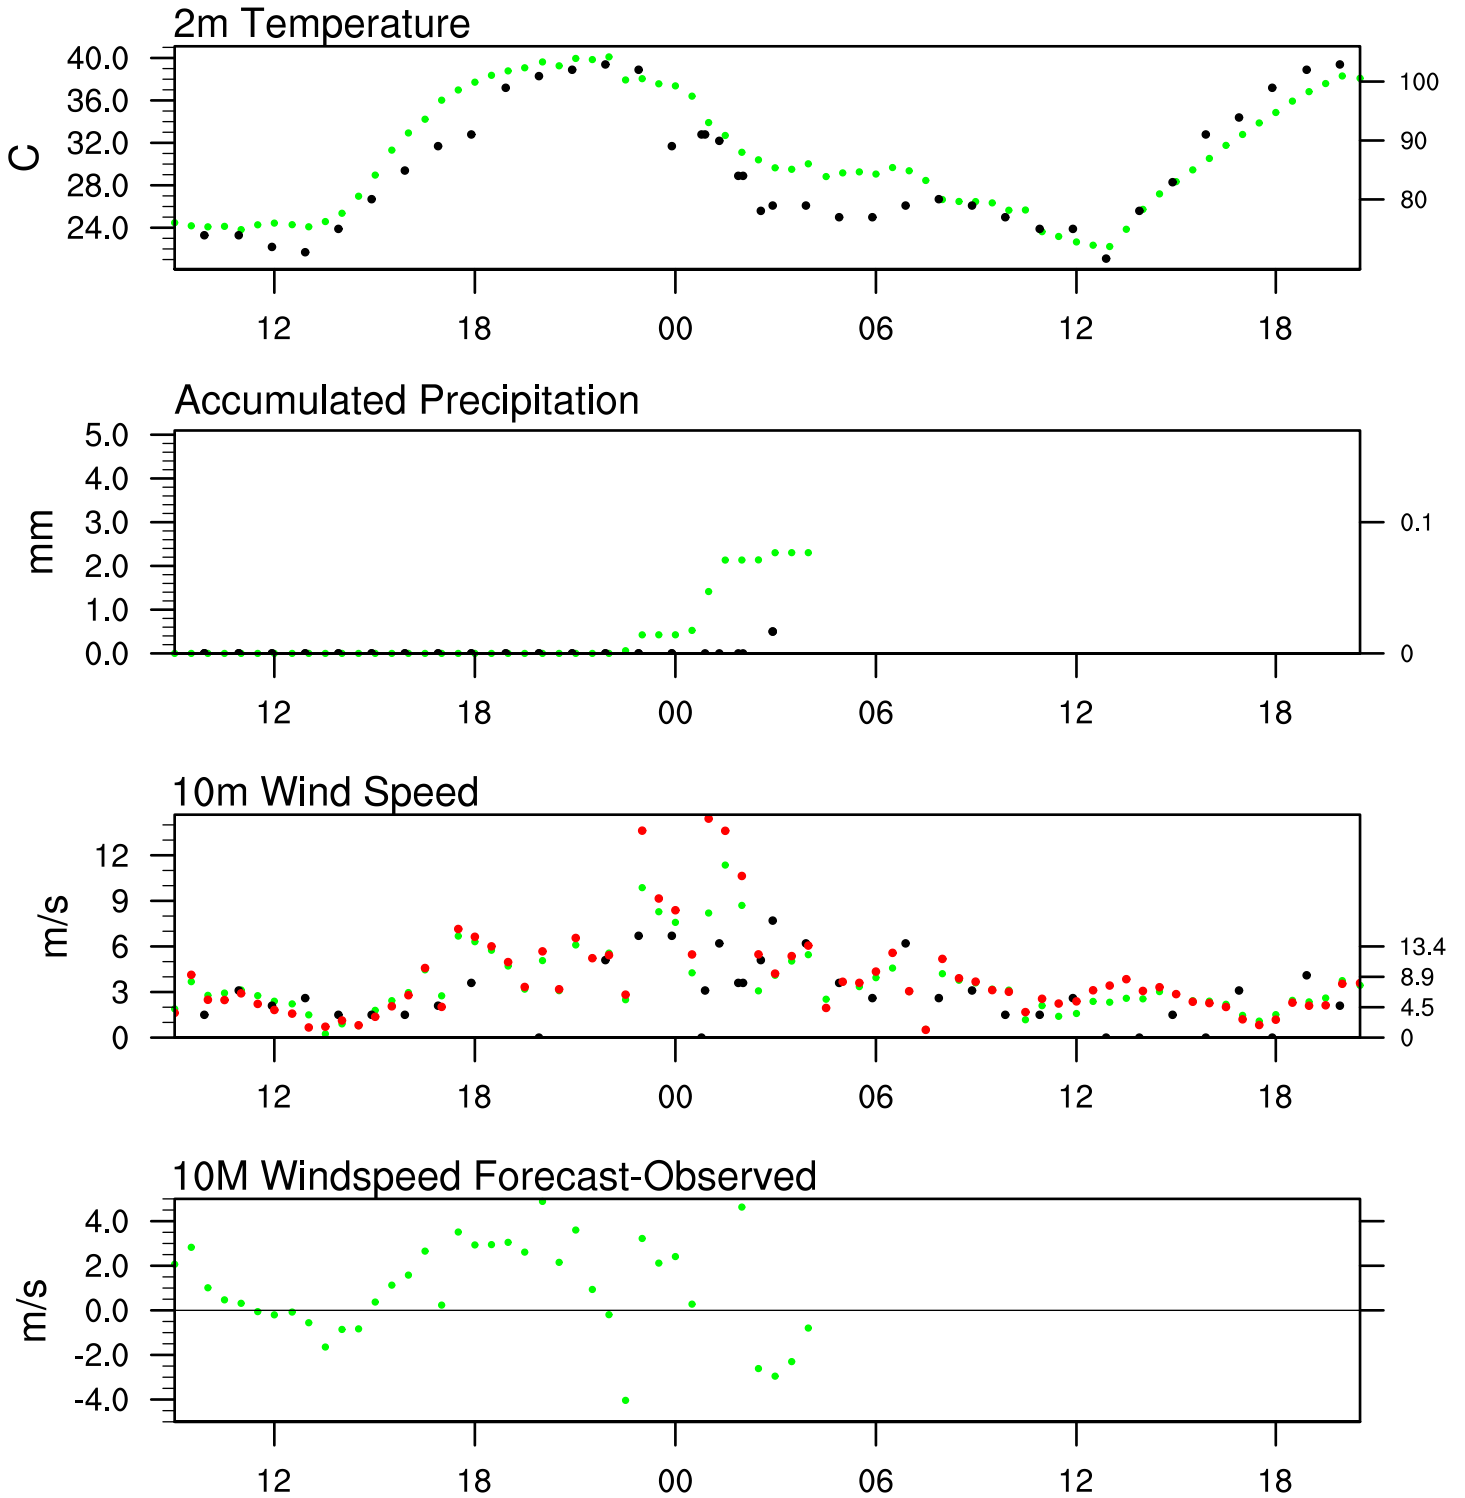 2m Temperature
C
40.0
36.0
32.0
28.0
24.0
100
90
80
12 18 00 06 12 18
Accumulated Precipitation
mm
5.0
4.0
3.0
2.0
1.0
0.0
0.1
0
12 18 00 06 12 18
10m Wind Speed
m/s
12
9
6
3
0
13.4
8.9
4.5
0
12 18 00 06 12 18
10M Windspeed Forecast-Observed
m/s
4.0
2.0
0.0
-2.0
-4.0
12 18 00 06 12 18